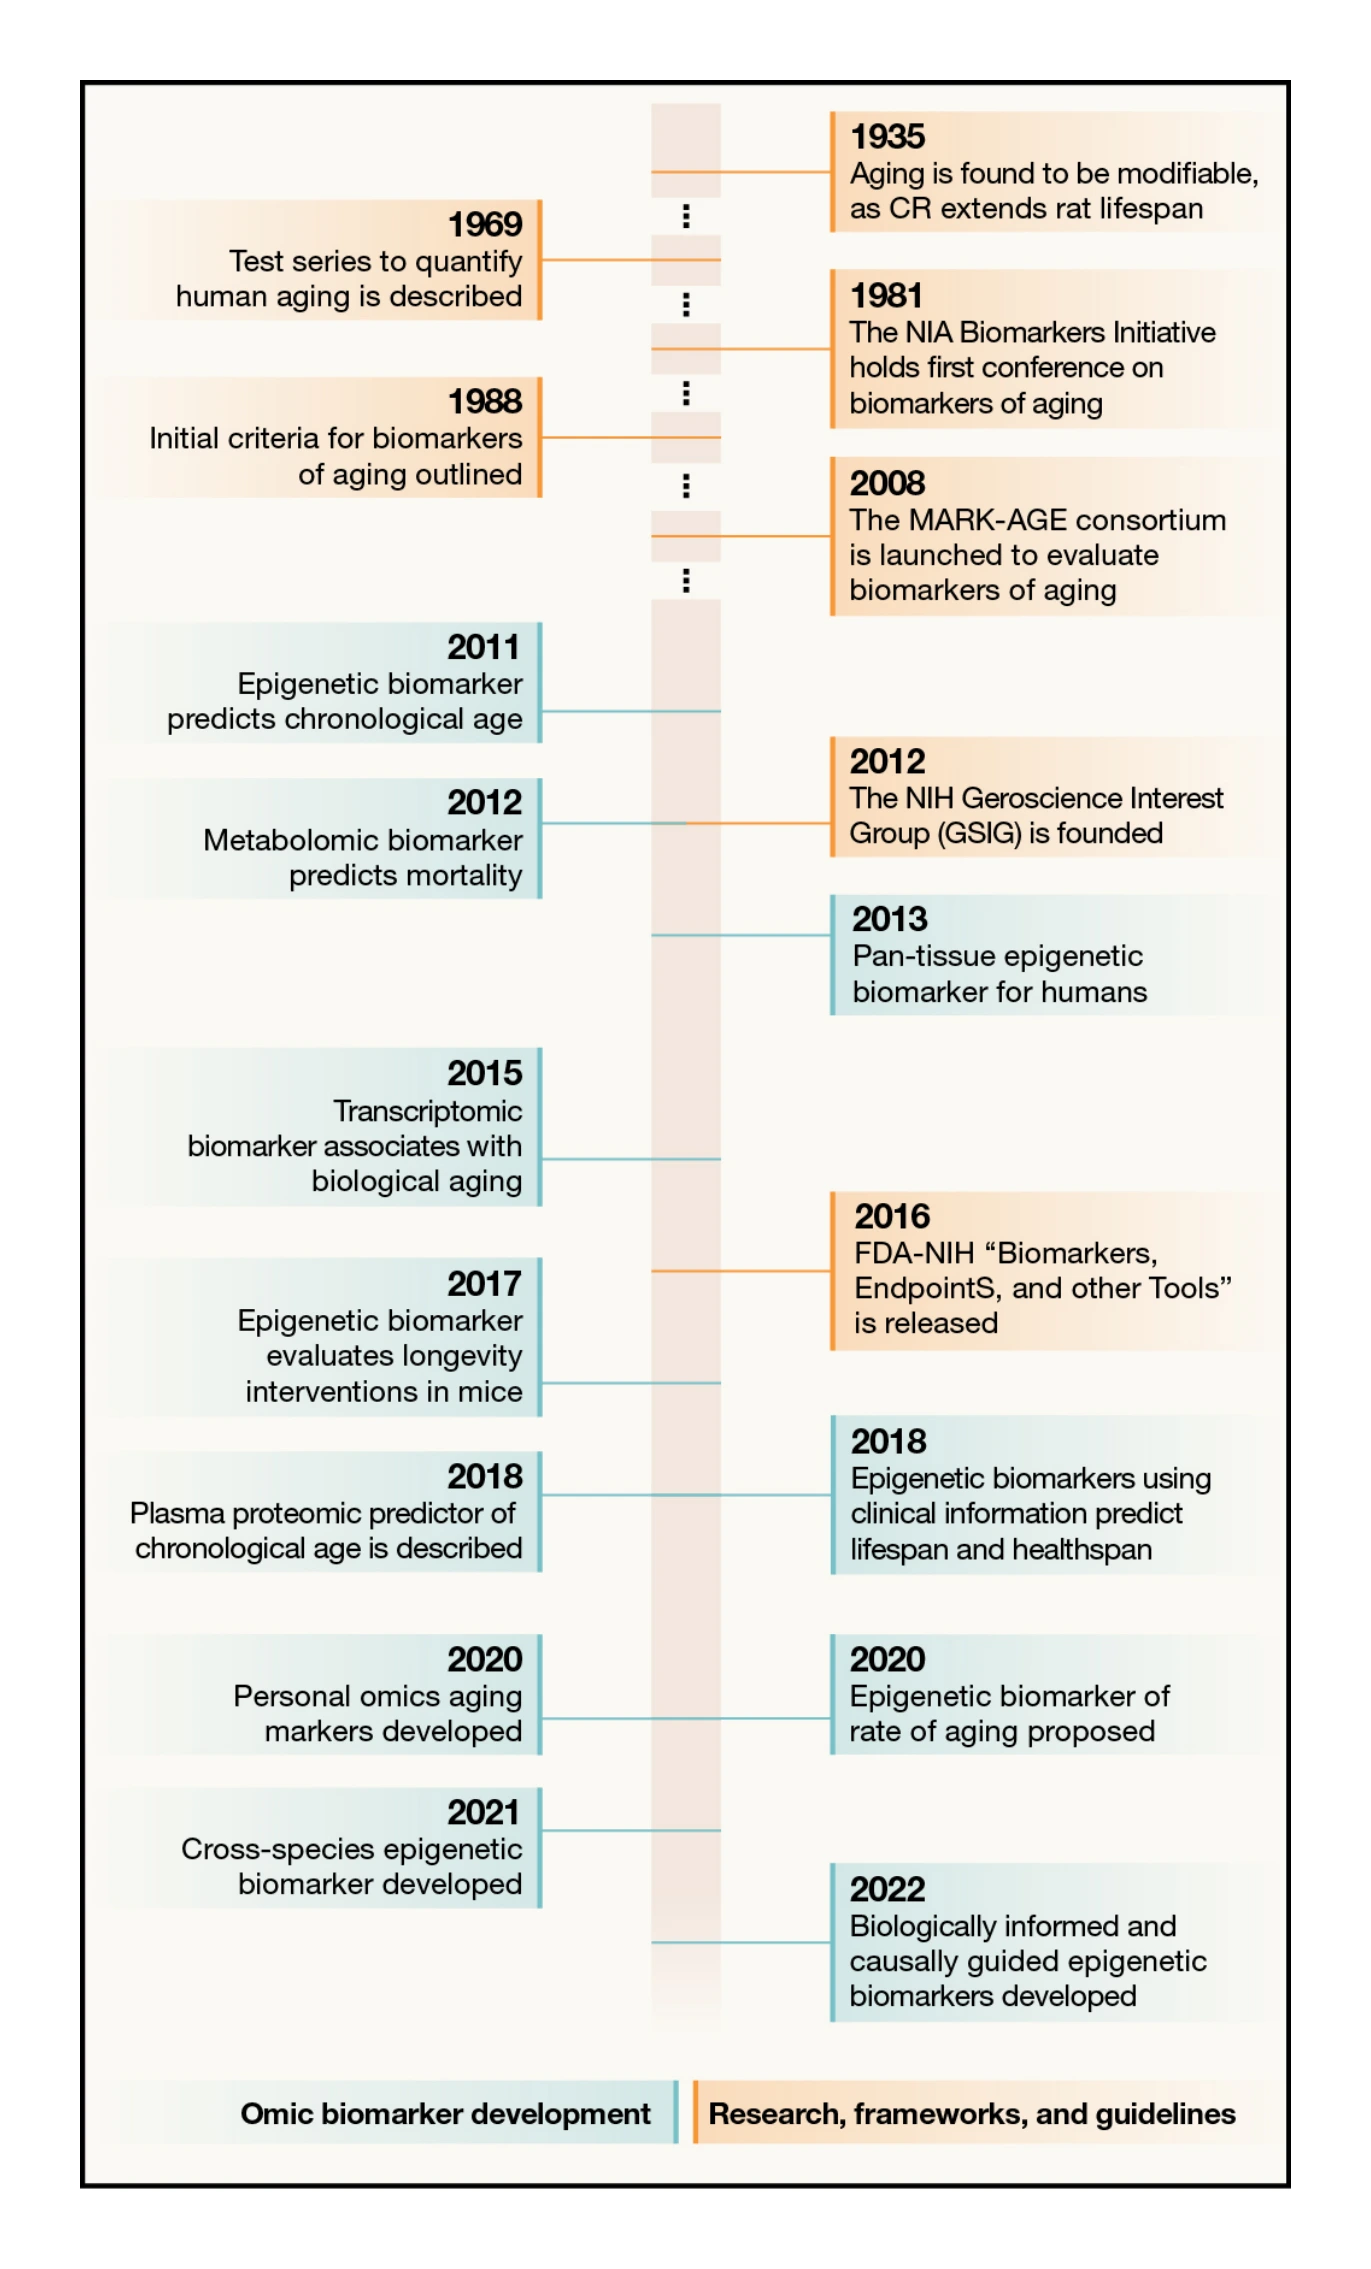 1935
Aging is found to be modifiable,
as CR extends rat lifespan
1969
Test series to quantify
human aging is described
1981
The NIA Biomarkers Initiative
holds first conference on
biomarkers of aging
1988
Initial criteria for biomarkers
of aging outlined
2008
The MARK-AGE consortium
is launched to evaluate
biomarkers of aging
2011
Epigenetic biomarker
predicts chronological age
2012
The NIH Geroscience Interest
Group (GSIG) is founded
2012
Metabolomic biomarker
predicts mortality
2013
Pan-tissue epigenetic
biomarker for humans
2015
Transcriptomic
biomarker associates with
biological aging
2016
FDA-NIH “Biomarkers,
EndpointS, and other Tools”
is released
2017
Epigenetic biomarker
evaluates longevity
interventions in mice
2018
Epigenetic biomarkers using
clinical information predict
lifespan and healthspan
2018
Plasma proteomic predictor of
chronological age is described
2020
Personal omics aging
markers developed
2020
Epigenetic biomarker of
rate of aging proposed
2021
Cross-species epigenetic
biomarker developed
2022
Biologically informed and
causally guided epigenetic
biomarkers developed
Omic biomarker development
Research, frameworks, and guidelines